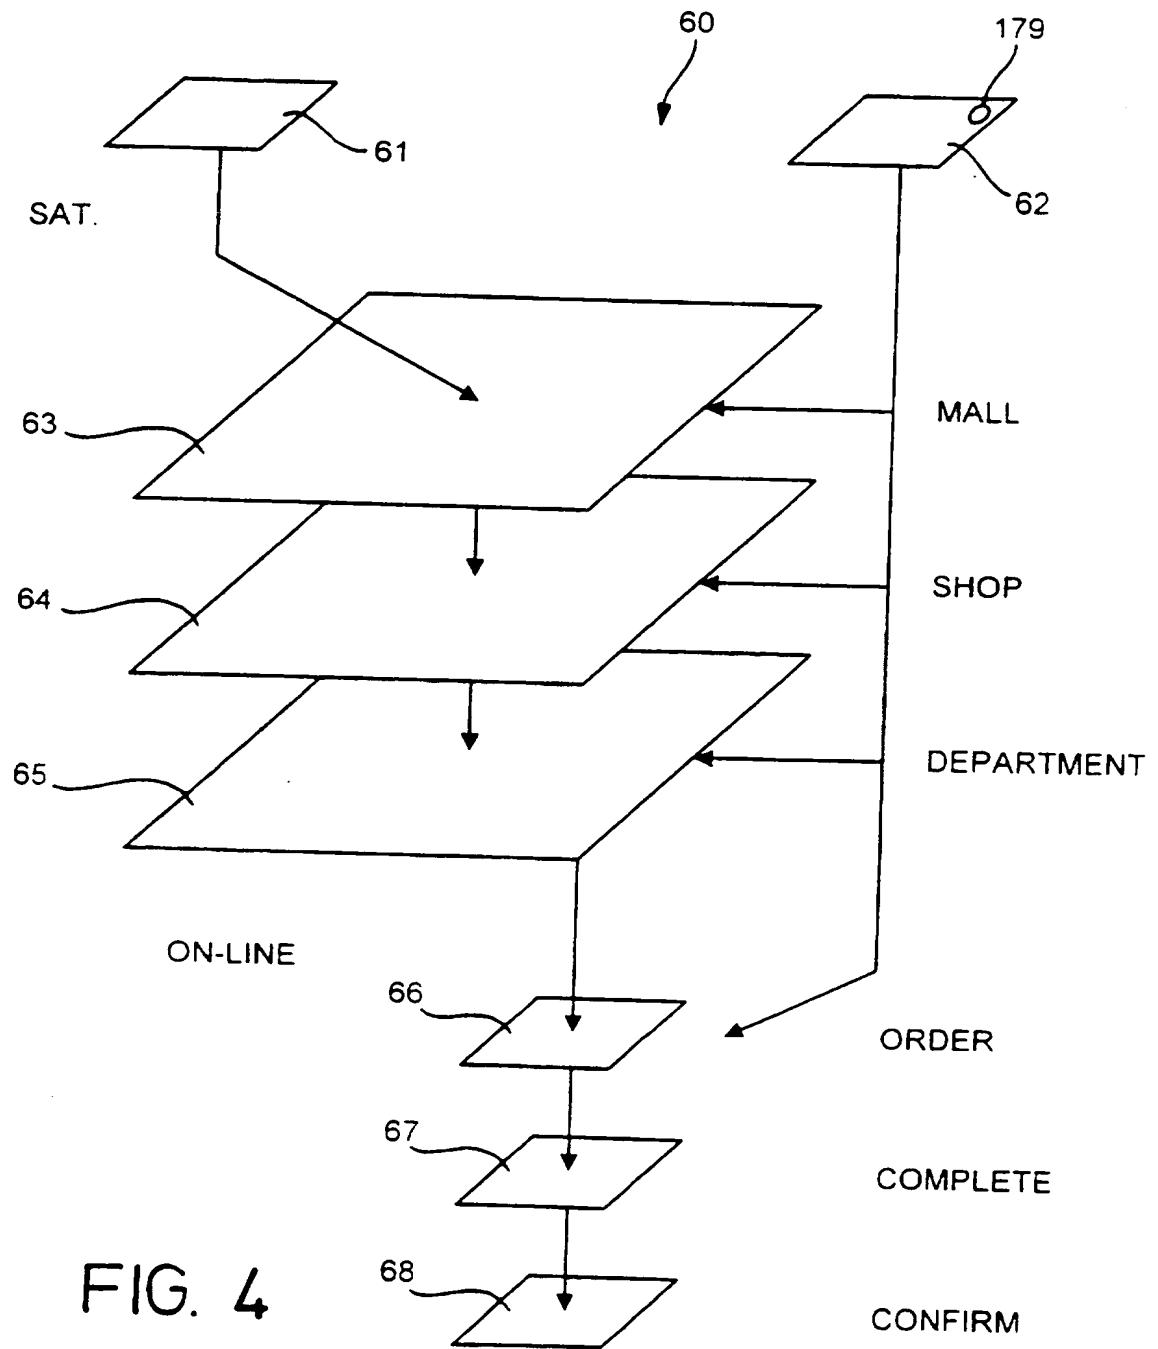 60
179
61
62
SAT.
63
MALL
64
SHOP
65
DEPARTMENT
ON-LINE
66
ORDER
67
COMPLETE
68
CONFIRM
FIG. 4